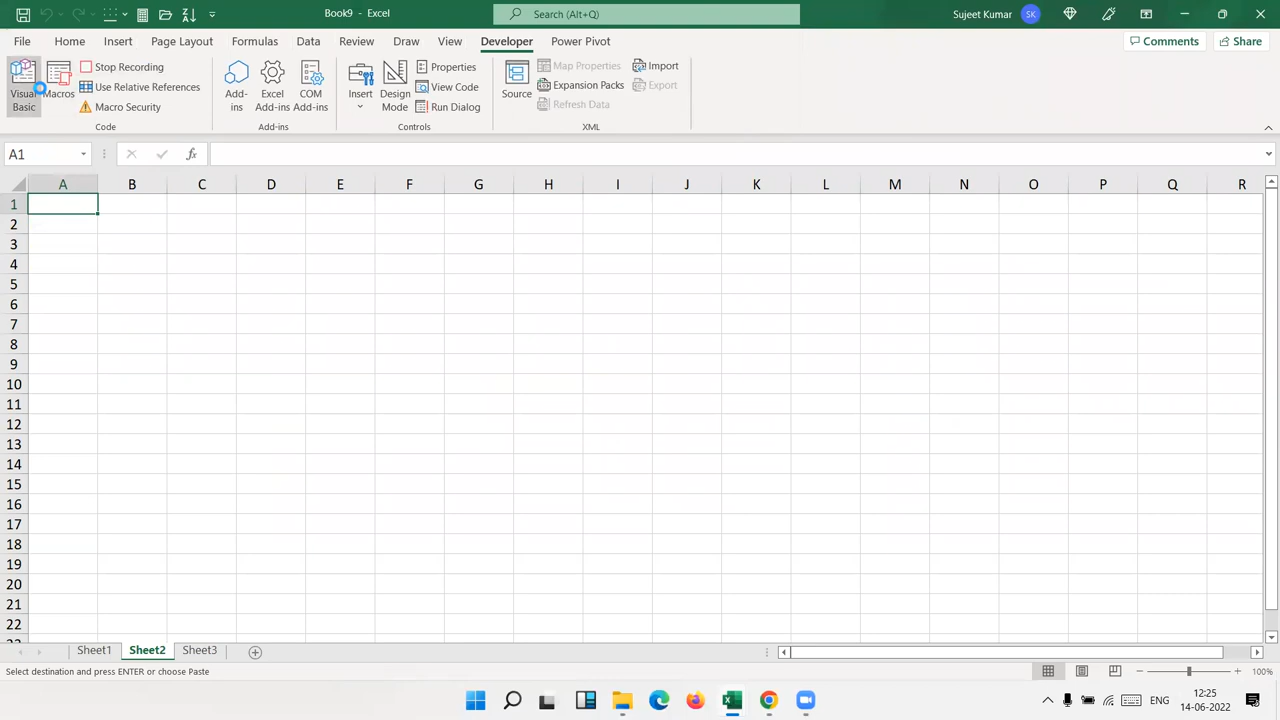 Book9 - Excel
Search (Alt+Q)
Sujeet Kumar
SK
File
Home
Insert
Page Layout
Formulas
Data
Review
Draw
View
Developer
Power Pivot
Comments
Share
Visual Basic
Macros
Stop Recording
Use Relative References
Macro Security
Code
Add-ins
Excel Add-ins
COM Add-ins
Add-ins
Insert
Design Mode
Properties
View Code
Run Dialog
Controls
Source
Map Properties
Expansion Packs
Refresh Data
Import
Export
XML
A1
fx
A B C D E F G H I J K L M N O P Q R
1
2
3
4
5
6
7
8
9
10
11
12
13
14
15
16
17
18
19
20
21
22
Sheet1 Sheet2 Sheet3
Select destination and press ENTER or choose Paste
100%
ENG
12:25
14-06-2022